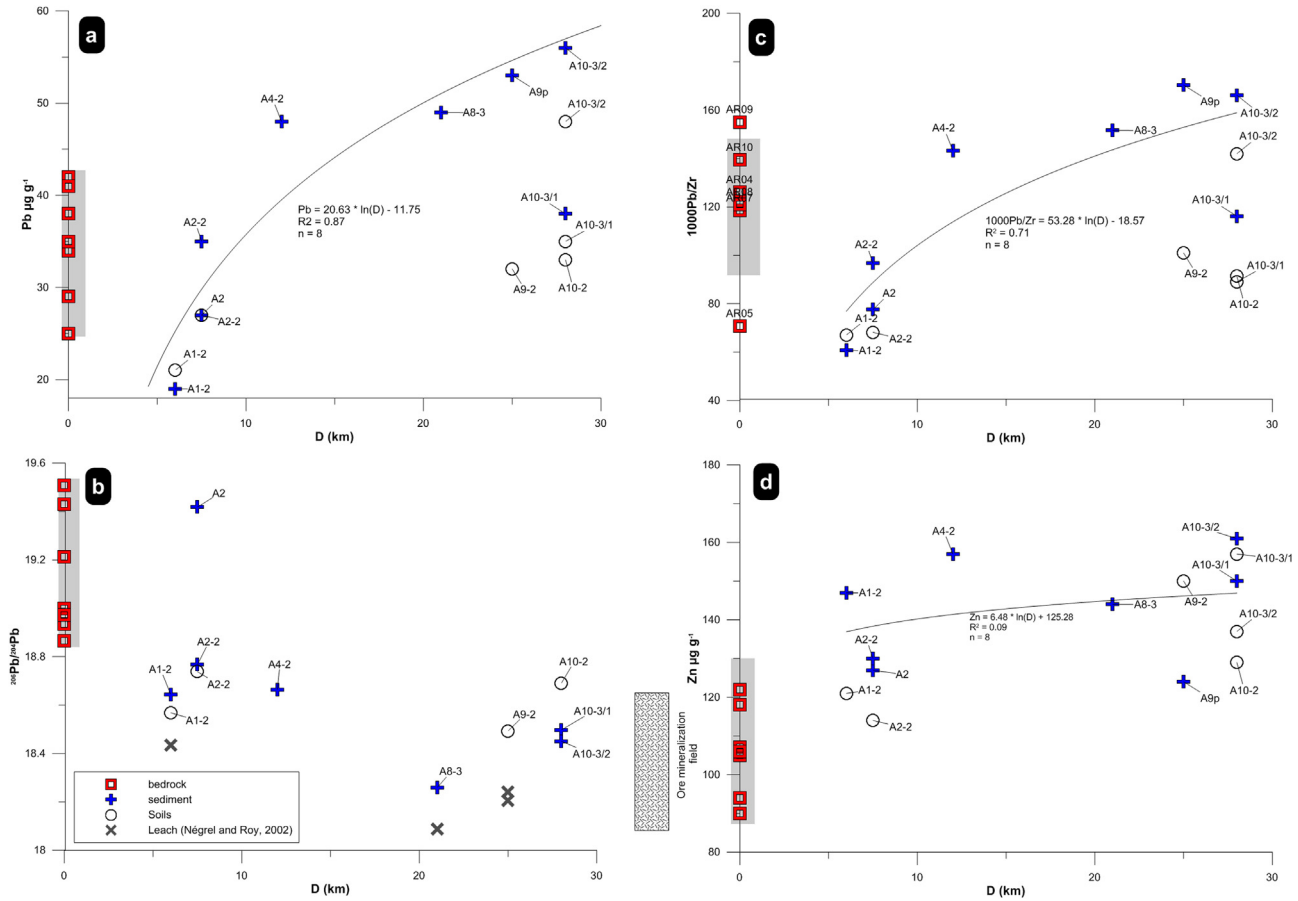 a
60
50
40
30
20
Pb µg g⁻¹
0
10
20
30
D (km)
A10-3/2
A9p
A10-3/2
A4-2
A8-3
A10-3/1
A10-3/1
A2-2
A9-2
A10-2
A2
A2-2
A1-2
A1-2
Pb = 20.63 * ln(D) - 11.75
R2 = 0.87
n = 8
c
200
160
120
80
40
1000Pb/Zr
0
10
20
30
D (km)
AR09
AR10
AR04
AR05
A4-2
A9p
A10-3/2
A8-3
A10-3/2
A10-3/1
A2-2
A9-2
A10-3/1
A10-2
A2
A1-2
A2-2
A1-2
1000Pb/Zr = 53.28 * ln(D) - 18.57
R² = 0.71
n = 8
b
19.6
19.2
18.8
18.4
18
²⁰⁶Pb/²⁰⁴Pb
0
10
20
30
D (km)
A2
A2-2
A1-2
A2-2
A4-2
A1-2
A10-2
A9-2
A10-3/1
A10-3/2
A8-3
bedrock
sediment
Soils
Leach (Négrel and Roy, 2002)
Ore mineralization
field
d
180
160
140
120
100
80
Zn µg g⁻¹
0
10
20
30
D (km)
A4-2
A10-3/2
A10-3/1
A10-3/1
A1-2
A9-2
A8-3
A2-2
A10-3/2
A2
A1-2
A9p
A10-2
A2-2
Zn = 6.48 * ln(D) + 125.28
R² = 0.09
n = 8